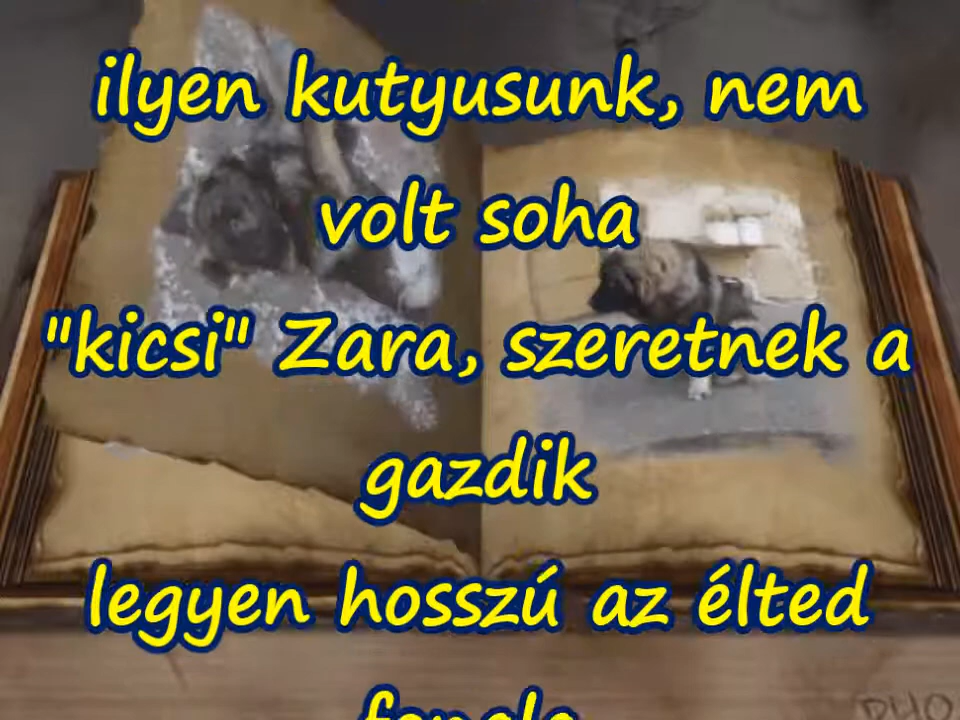 ilyen kutyusunk, nem
volt soha
"kicsi" Zara, szeretnek a
gazdik
legyen hosszú az élted